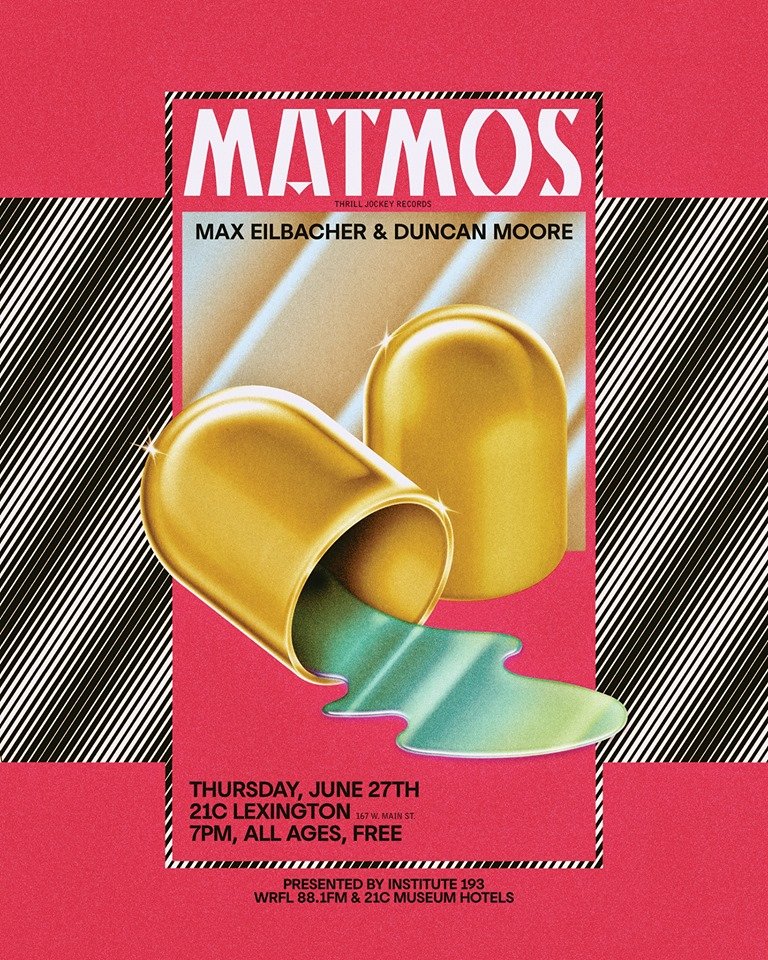 MATMOS
THRILL JOCKEY RECORDS
MAX EILBACHER & DUNCAN MOORE
THURSDAY, JUNE 27TH
21C LEXINGTON 167 W. MAIN ST
7PM, ALL AGES, FREE
PRESENTED BY INSTITUTE 193
WRFL 88.1FM & 21C MUSEUM HOTELS